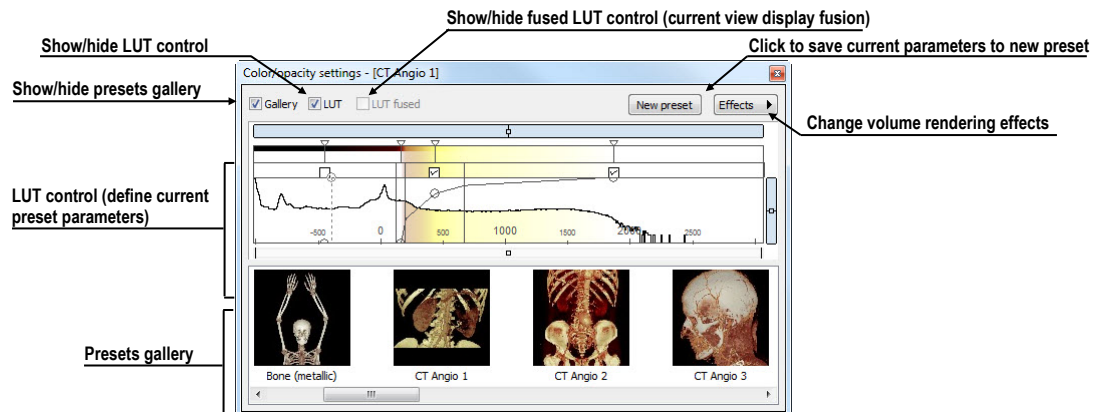 Show/hide fused LUT control (current view display fusion)
Show/hide LUT control
Click to save current parameters to new preset
Color/opacity settings - [CT Angio 1]
Show/hide presets gallery
Gallery
LUT
LUT fused
New preset
Effects
Change volume rendering effects
LUT control (define current
preset parameters)
-500 0 500 1000 1500 2000 2500
Presets gallery
Bone (metallic)
CT Angio 1
CT Angio 2
CT Angio 3